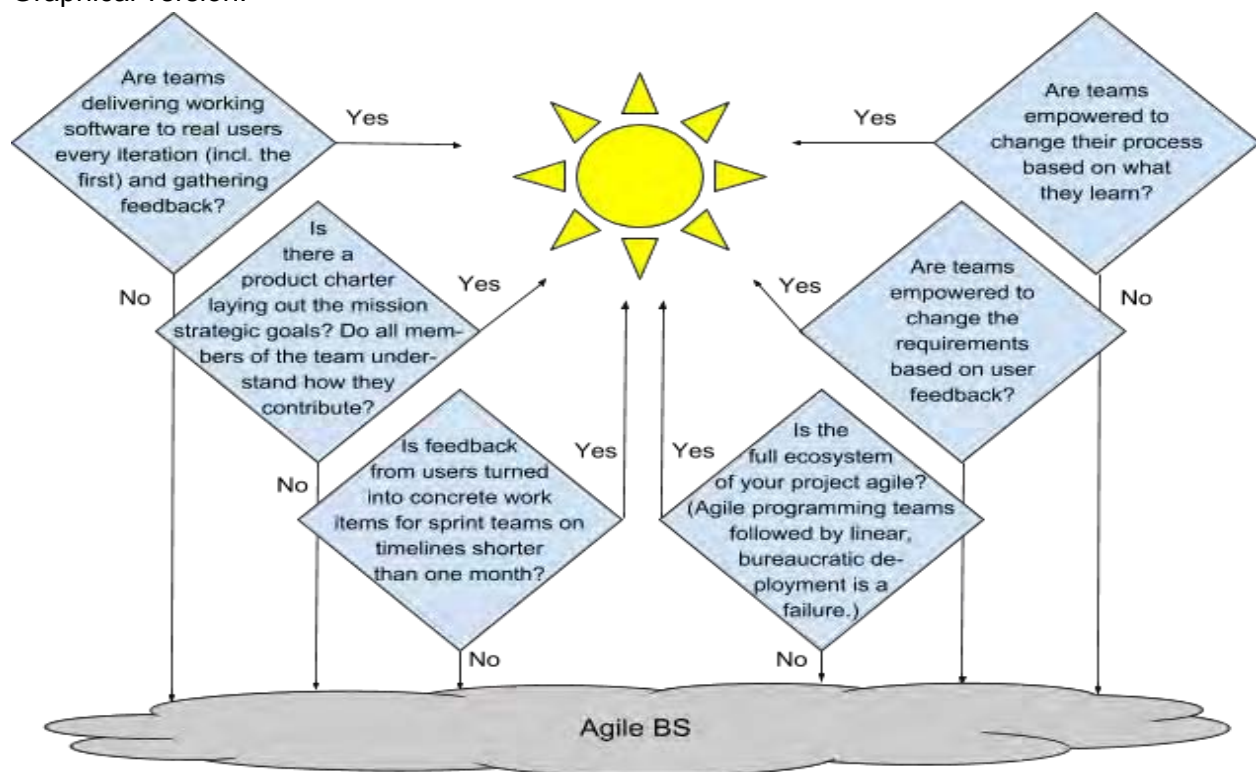 Graphical version:
Are teams
delivering working
software to real users
every iteration (incl. the
first) and gathering
feedback?
Yes
No
Is
there a
product charter
laying out the mission
strategic goals? Do all mem-
bers of the team under-
stand how they
contribute?
Yes
No
Is feedback
from users turned
into concrete work
items for sprint teams on
timelines shorter
than one month?
Yes
No
Is the
full ecosystem
of your project agile?
(Agile programming teams
followed by linear,
bureaucratic de-
ployment is a
failure.)
Yes
No
Are teams
empowered to
change the
requirements
based on user
feedback?
Yes
Are teams
empowered to
change their process
based on what
they learn?
Yes
No
Agile BS